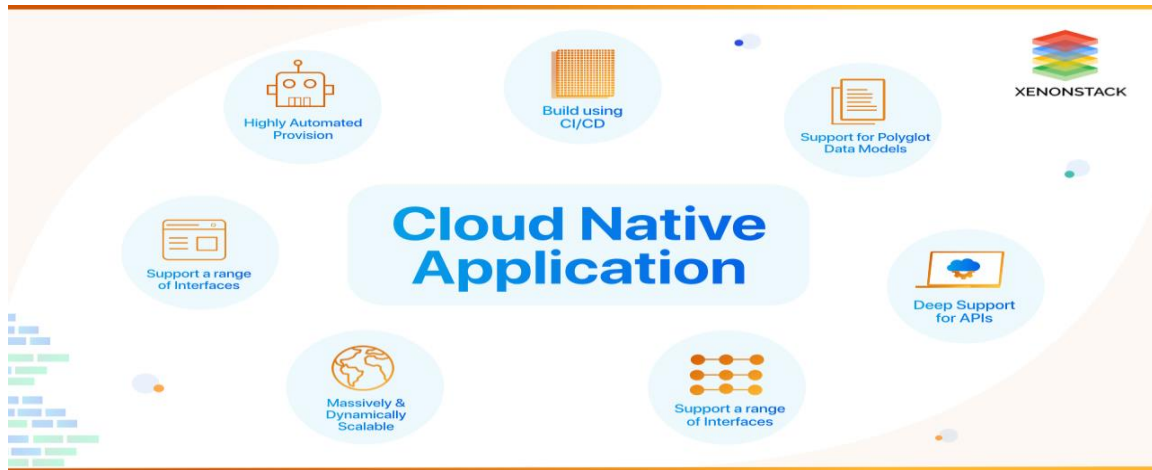 XENONSTACK
Highly Automated
Provision
Build using
CI/CD
Support for Polyglot
Data Models
Cloud Native
Application
Support a range
of Interfaces
Deep Support
for APIs
Massively &
Dynamically
Scalable
Support a range
of Interfaces